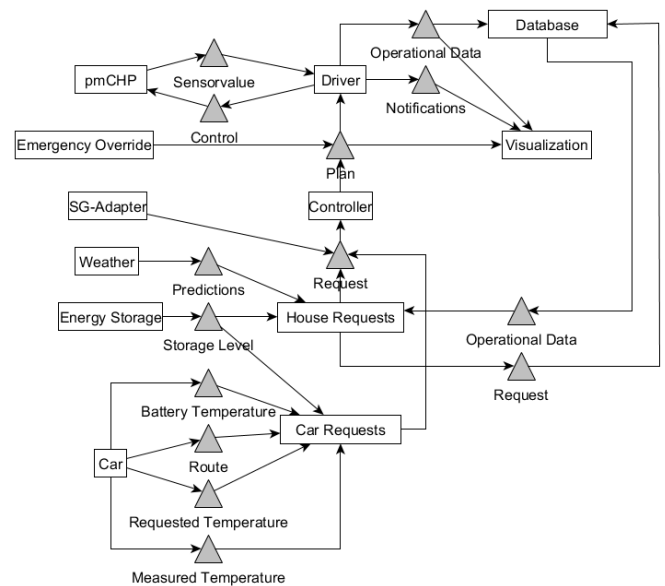 Database
Operational Data
pmCHP
Sensorvalue
Driver
Notifications
Control
Emergency Override
Visualization
Plan
SG-Adapter
Controller
Weather
Request
Predictions
Energy Storage
House Requests
Storage Level
Operational Data
Request
Battery Temperature
Car Requests
Car
Route
Requested Temperature
Measured Temperature